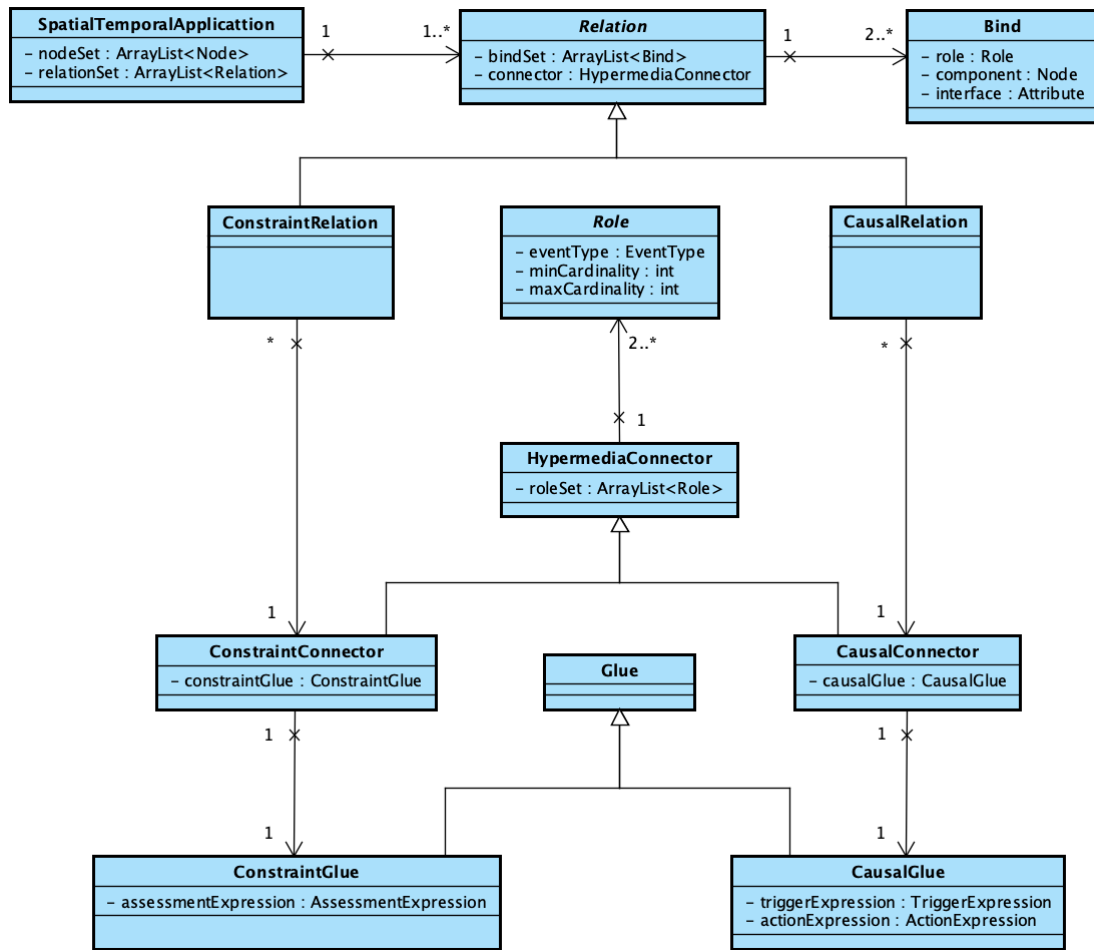 SpatialTemporalApplicattion
- nodeSet : ArrayList<Node>
- relationSet : ArrayList<Relation>
1
1..*
Relation
- bindSet : ArrayList<Bind>
- connector : HypermediaConnector
1
2..*
Bind
- role : Role
- component : Node
- interface : Attribute
ConstraintRelation
Role
- eventType : EventType
- minCardinality : int
- maxCardinality : int
CausalRelation
*
2..*
*
1
HypermediaConnector
- roleSet : ArrayList<Role>
1
1
ConstraintConnector
- constraintGlue : ConstraintGlue
Glue
CausalConnector
- causalGlue : CausalGlue
1
1
1
1
ConstraintGlue
- assessmentExpression : AssessmentExpression
CausalGlue
- triggerExpression : TriggerExpression
- actionExpression : ActionExpression